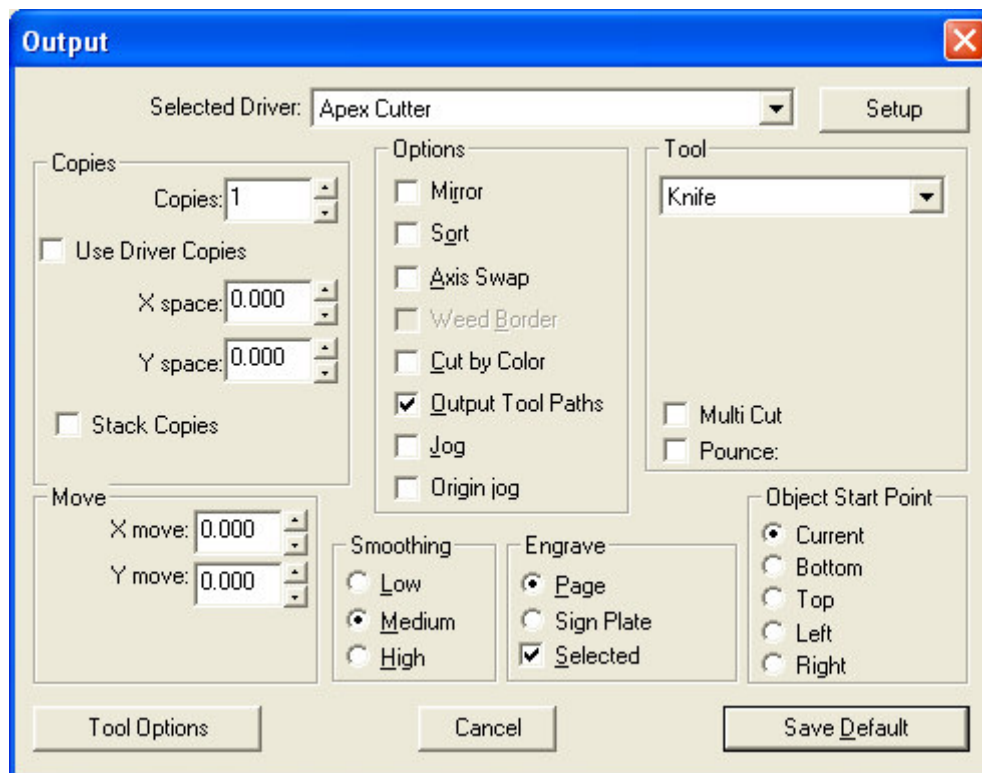 Output
Selected Driver: Apex Cutter Setup
Copies
Copies: 1
Use Driver Copies
X space: 0.000
Y space: 0.000
Stack Copies
Options
Mirror
Sort
Axis Swap
Weed Border
Cut by Color
Output Tool Paths
Jog
Origin jog
Tool
Knife
Multi Cut
Pounce:
Move
X move: 0.000
Y move: 0.000
Smoothing
Low
Medium
High
Engrave
Page
Sign Plate
Selected
Object Start Point
Current
Bottom
Top
Left
Right
Tool Options Cancel Save Default